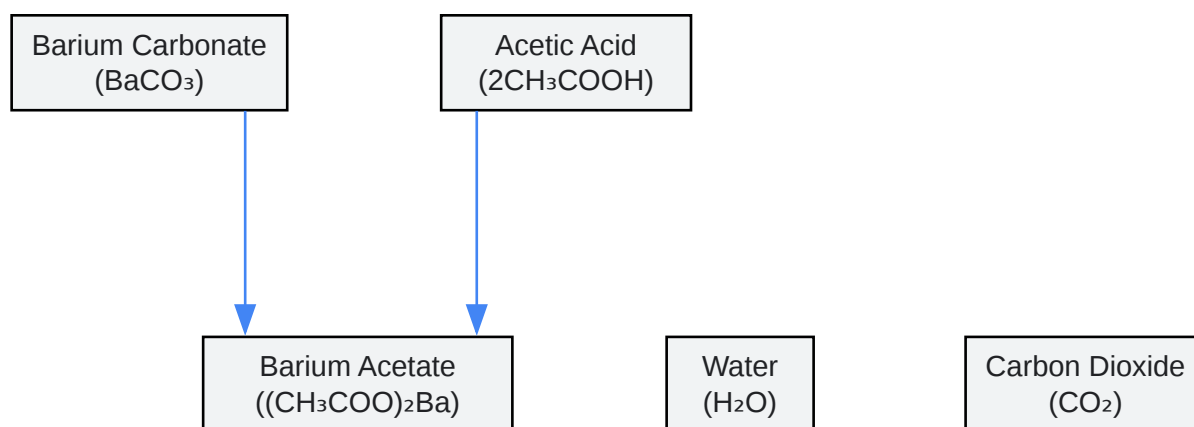 Barium Carbonate
(BaCO₃)
Acetic Acid
(2CH₃COOH)
Barium Acetate
((CH₃COO)₂Ba)
Water
(H₂O)
Carbon Dioxide
(CO₂)